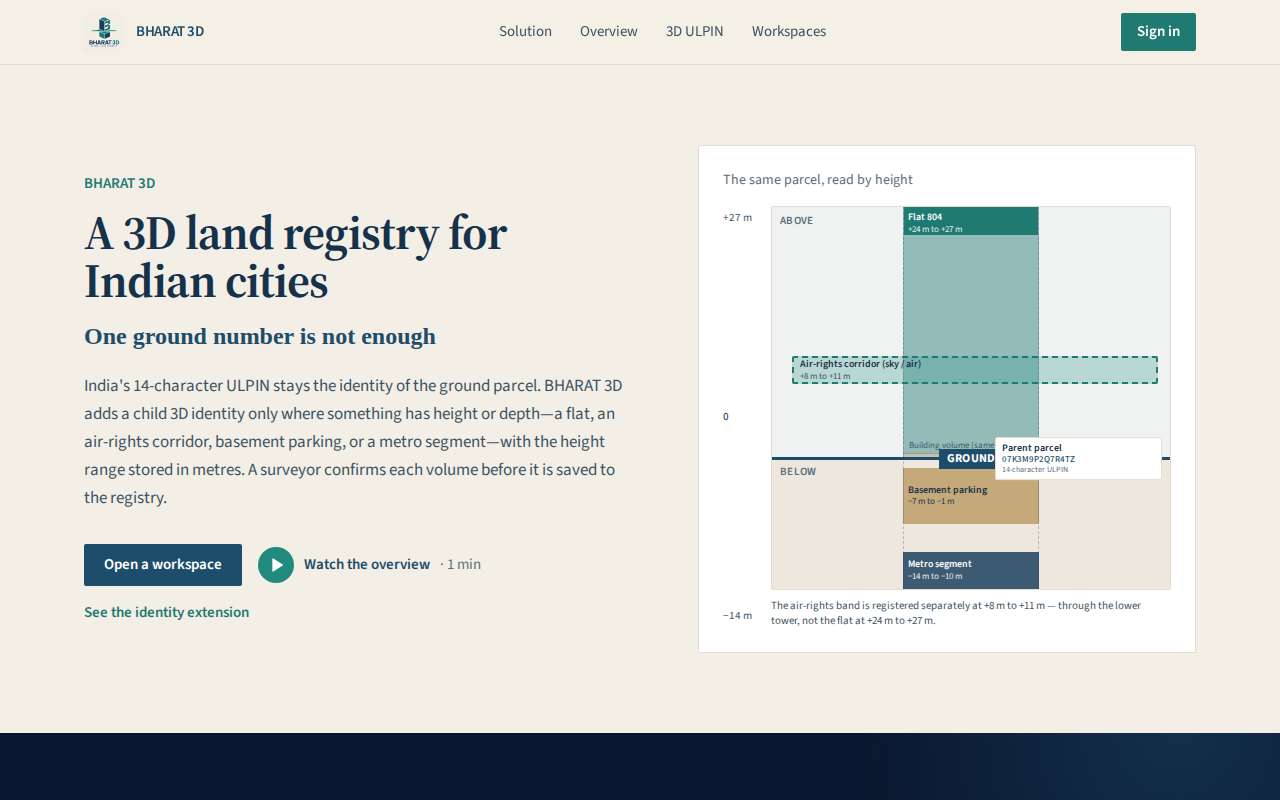 BHARAT 3D
BHARAT 3D
Solution
Overview
3D ULPIN
Workspaces
Sign in
BHARAT 3D
A 3D land registry for
Indian cities
One ground number is not enough
India's 14-character ULPIN stays the identity of the ground parcel. BHARAT 3D
adds a child 3D identity only where something has height or depth—a flat, an
air-rights corridor, basement parking, or a metro segment—with the height
range stored in metres. A surveyor confirms each volume before it is saved to
the registry.
Open a workspace
Watch the overview · 1 min
See the identity extension
The same parcel, read by height
+27 m
0
−14 m
ABOVE
Flat 804
+24 m to +27 m
Air-rights corridor (sky / air)
+8 m to +11 m
Building volume (same
GROUND
Parent parcel
07K3M9P2Q7R4TZ
14-character ULPIN
BELOW
Basement parking
−7 m to −1 m
Metro segment
−14 m to −10 m
The air-rights band is registered separately at +8 m to +11 m — through the lower
tower, not the flat at +24 m to +27 m.